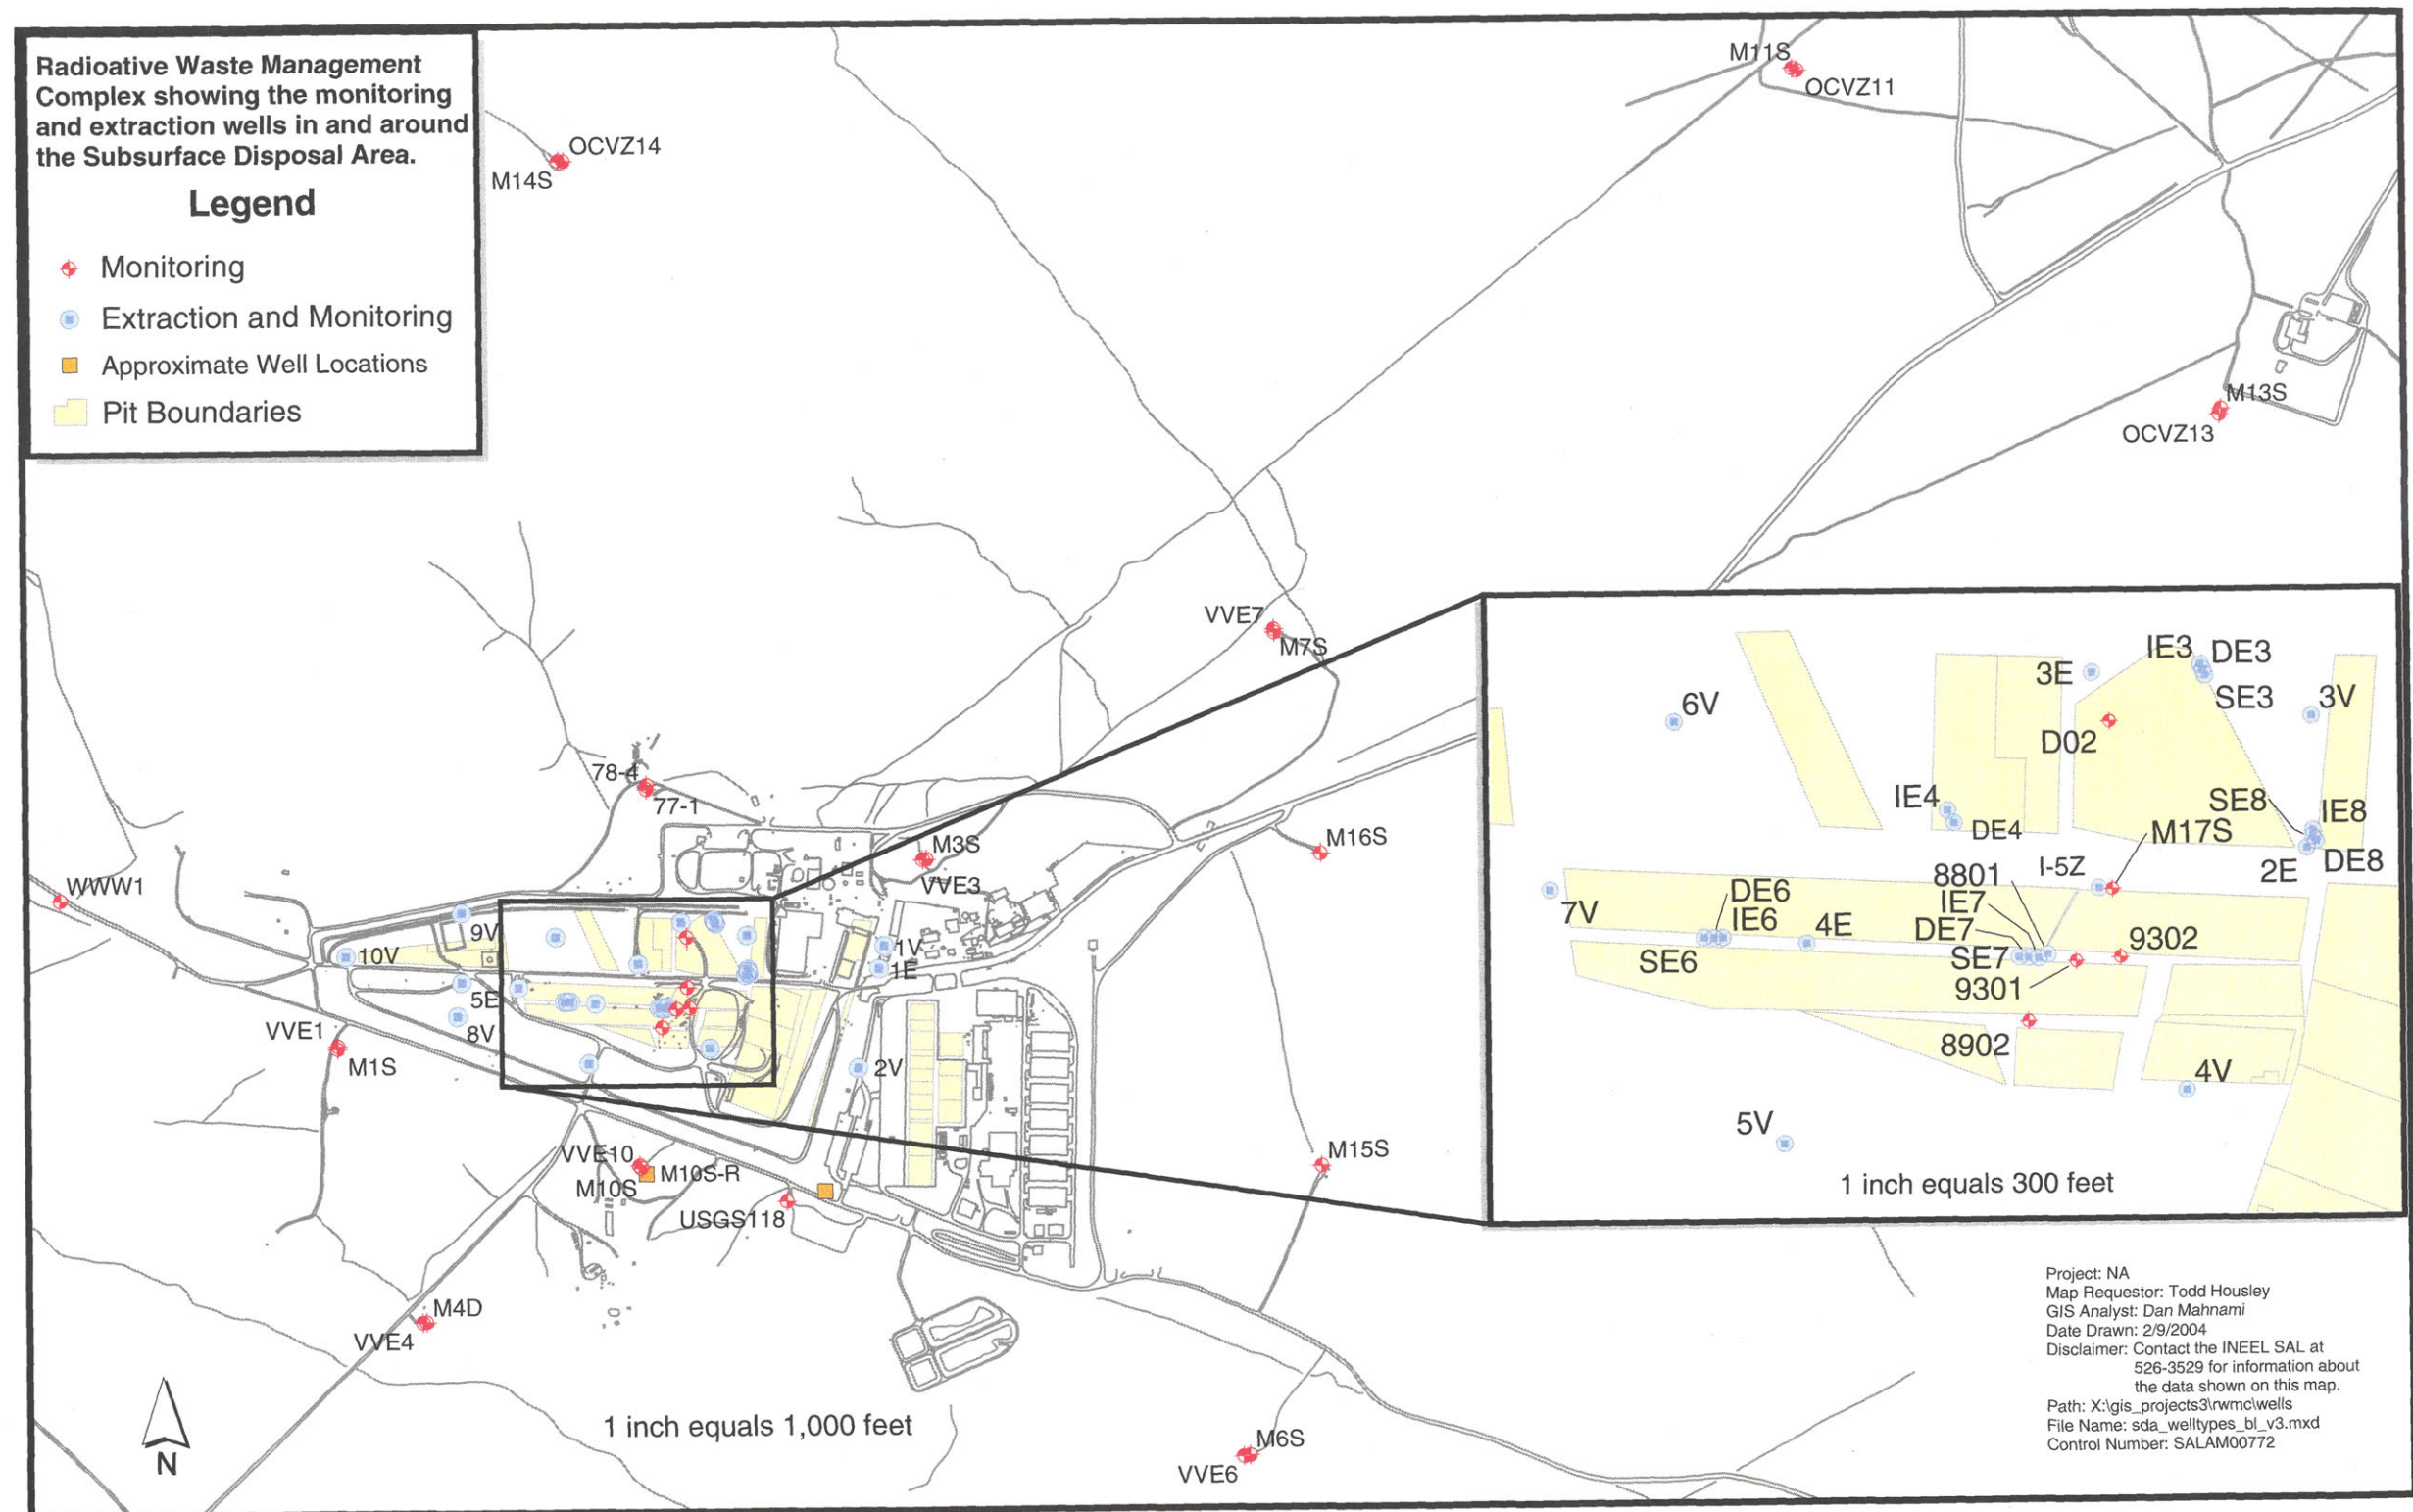 Radioative Waste Management
Complex showing the monitoring
and extraction wells in and around
the Subsurface Disposal Area.
Legend
Monitoring
Extraction and Monitoring
Approximate Well Locations
Pit Boundaries
OCVZ14
M14S
M11S
OCVZ11
M13S
OCVZ13
VVE7
M7S
78-4
77-1
M3S
VVE3
M16S
WWW1
9V
10V
1V
1E
5E
8V
VVE1
M1S
2V
VVE10
M10S-R
M10S
USGS118
M15S
M4D
VVE4
M6S
VVE6
N
1 inch equals 1,000 feet
IE3
DE3
3E
SE3
6V
3V
D02
IE4
DE4
SE8
IE8
M17S
2E
DE8
I-5Z
8801
DE6
IE7
7V
IE6
4E
DE7
9302
SE6
SE7
9301
8902
4V
5V
1 inch equals 300 feet
Project: NA
Map Requestor: Todd Housley
GIS Analyst: Dan Mahnami
Date Drawn: 2/9/2004
Disclaimer: Contact the INEEL SAL at
526-3529 for information about
the data shown on this map.
Path: X:\gis_projects3\rwmc\wells
File Name: sda_welltypes_bl_v3.mxd
Control Number: SALAM00772